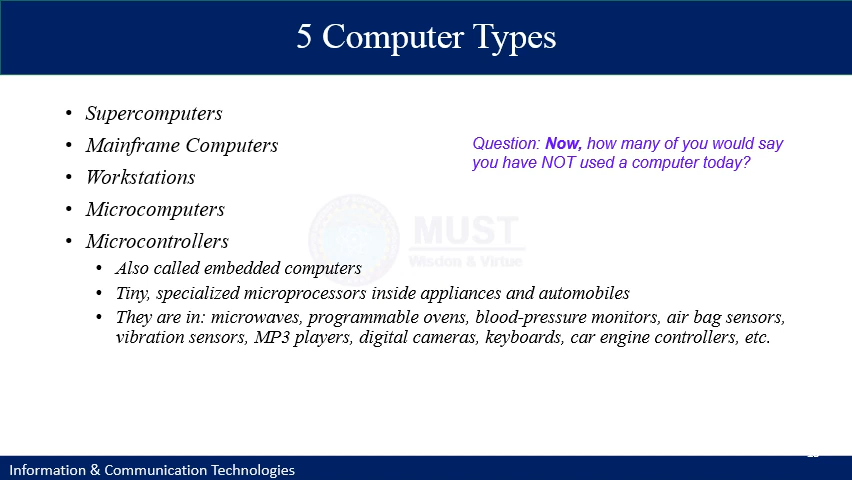 5 Computer Types
• Supercomputers
• Mainframe Computers
• Workstations
• Microcomputers
• Microcontrollers
• Also called embedded computers
• Tiny, specialized microprocessors inside appliances and automobiles
• They are in: microwaves, programmable ovens, blood-pressure monitors, air bag sensors,
vibration sensors, MP3 players, digital cameras, keyboards, car engine controllers, etc.
Question: Now, how many of you would say
you have NOT used a computer today?
MUST
Wisdom & Virtue
Information & Communication Technologies